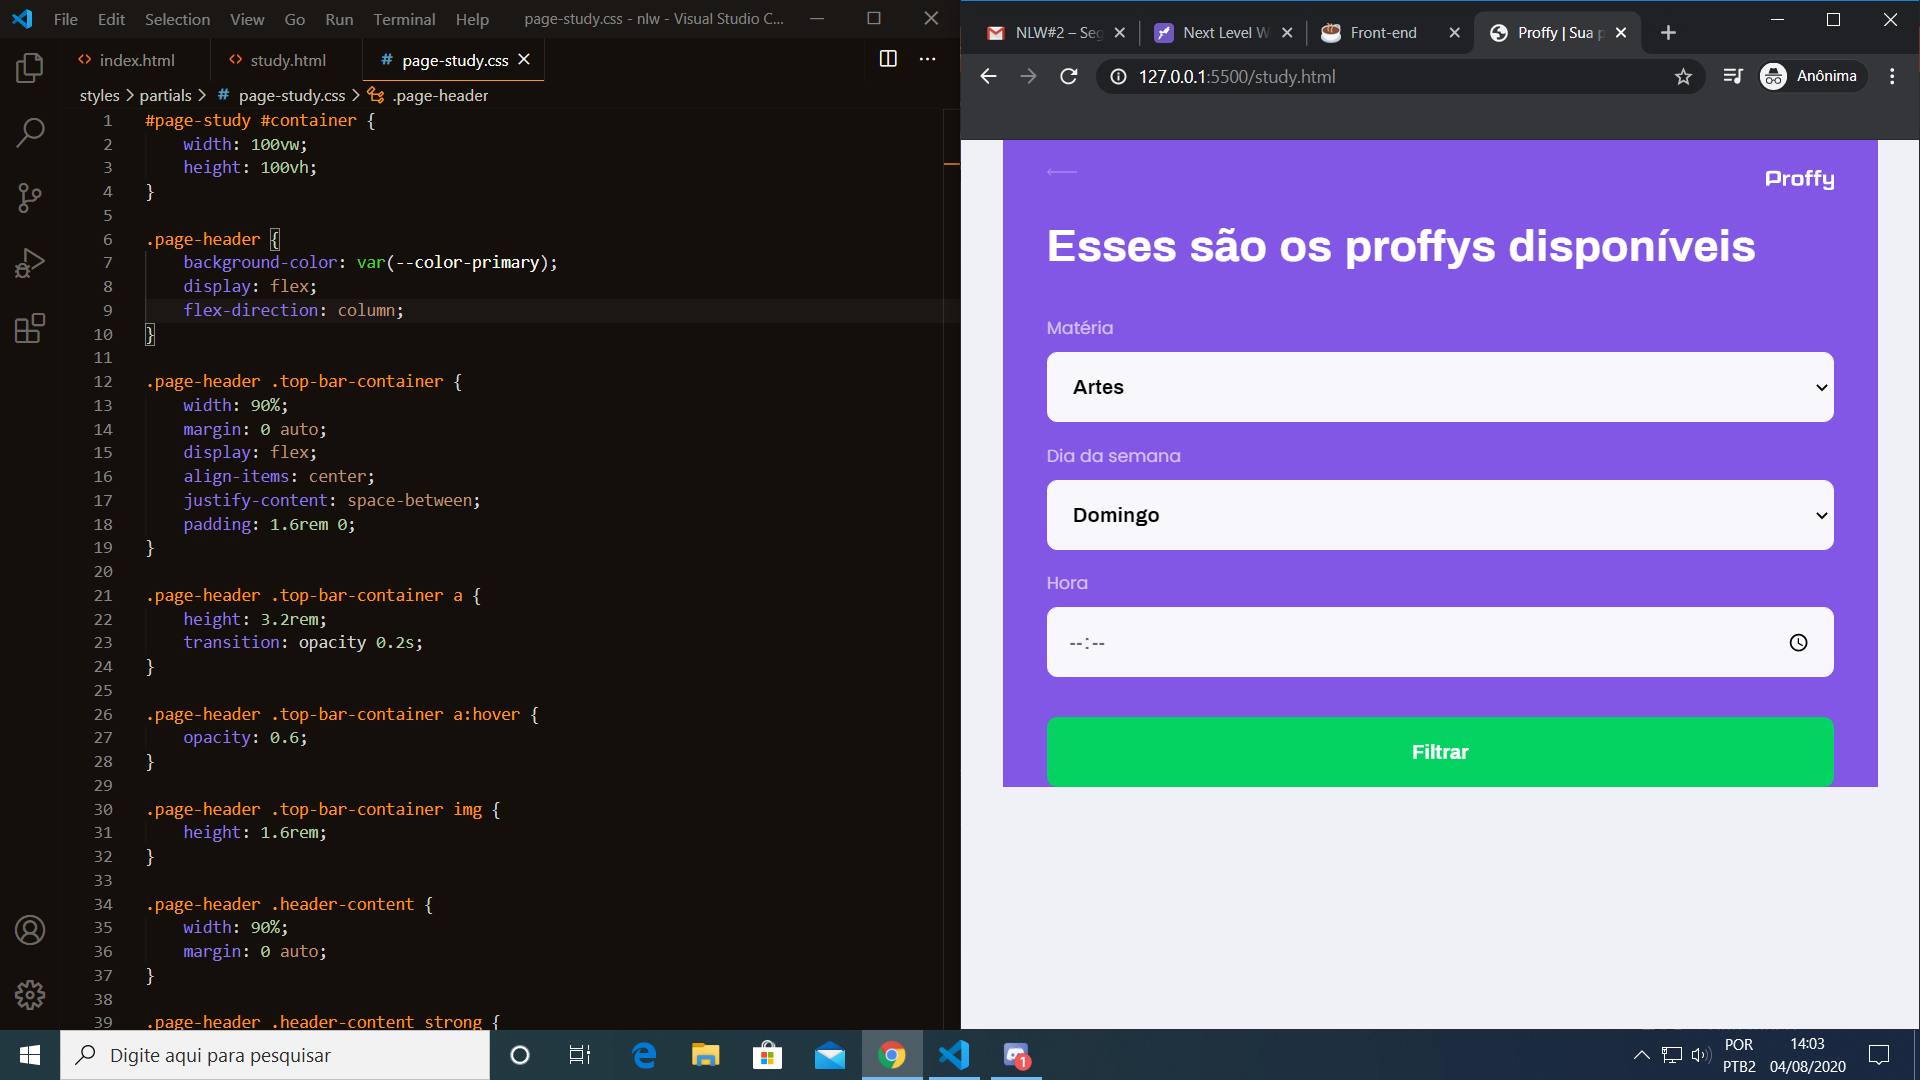 File Edit Selection View Go Run Terminal Help page-study.css - nlw - Visual Studio C...
index.html study.html # page-study.css
styles > partials > # page-study.css > .page-header
1 #page-study #container {
2 width: 100vw;
3 height: 100vh;
4 }
5
6 .page-header {
7 background-color: var(--color-primary);
8 display: flex;
9 flex-direction: column;
10 }
11
12 .page-header .top-bar-container {
13 width: 90%;
14 margin: 0 auto;
15 display: flex;
16 align-items: center;
17 justify-content: space-between;
18 padding: 1.6rem 0;
19 }
20
21 .page-header .top-bar-container a {
22 height: 3.2rem;
23 transition: opacity 0.2s;
24 }
25
26 .page-header .top-bar-container a:hover {
27 opacity: 0.6;
28 }
29
30 .page-header .top-bar-container img {
31 height: 1.6rem;
32 }
33
34 .page-header .header-content {
35 width: 90%;
36 margin: 0 auto;
37 }
38
39 .page-header .header-content strong {
NLW#2 – Seg Next Level W Front-end Proffy | Sua p
127.0.0.1:5500/study.html Anônima
Proffy
Esses são os proffys disponíveis
Matéria
Artes
Dia da semana
Domingo
Hora
--:--
Filtrar
Digite aqui para pesquisar
1
POR
PTB2
14:03
04/08/2020